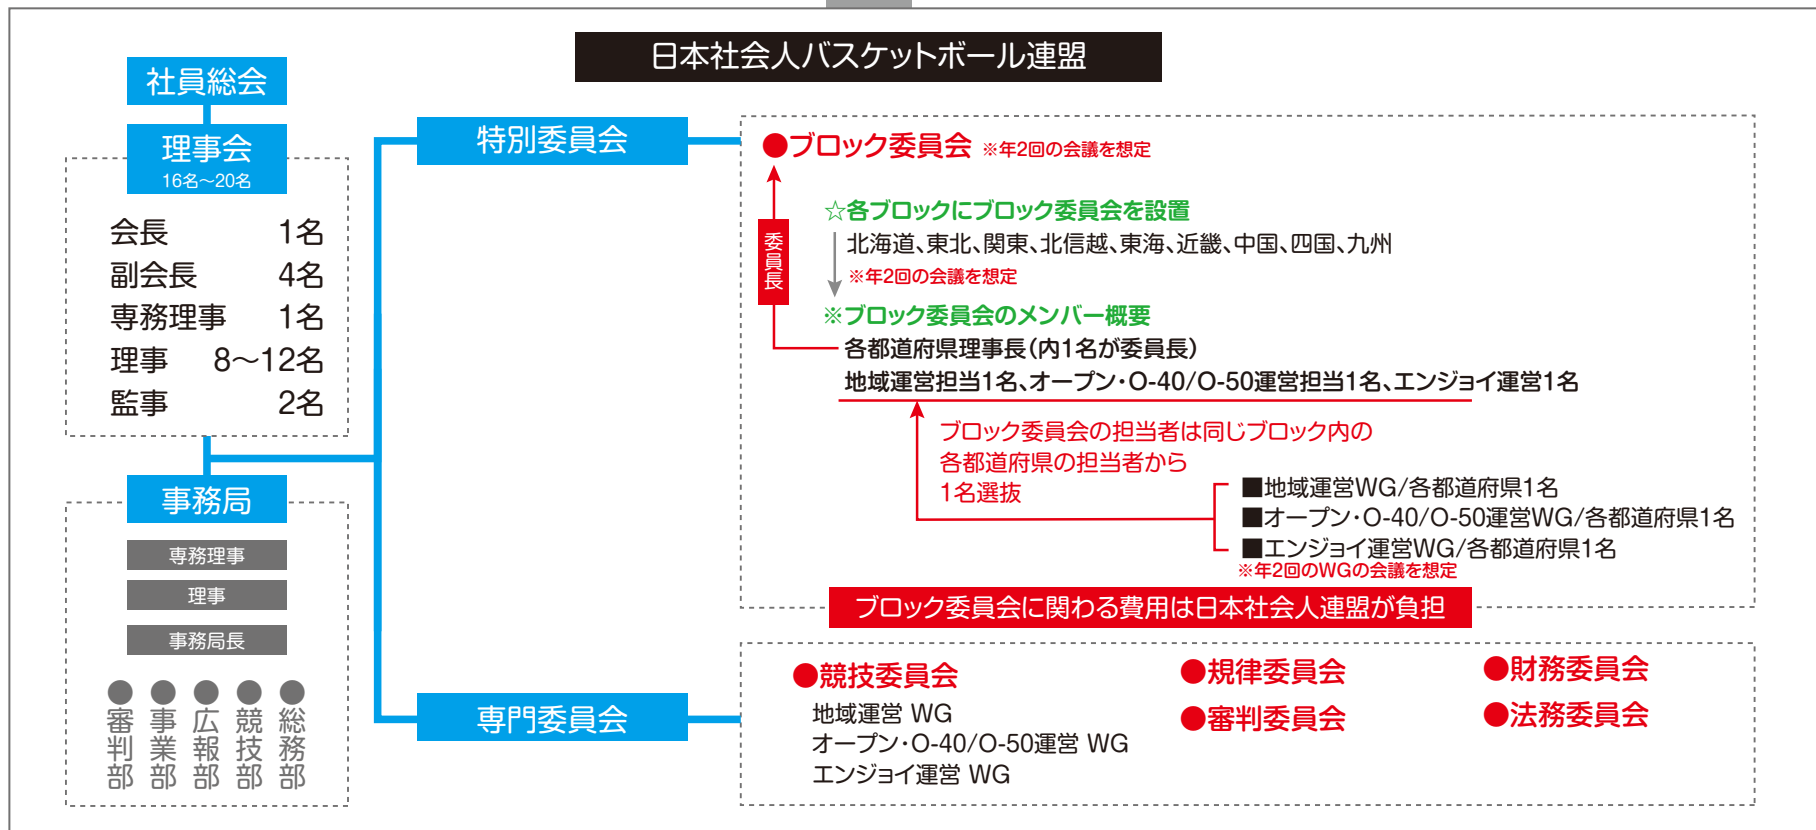 日本社会人バスケットボール連盟
社員総会
理事会
16名～20名
会長 1名
副会長 4名
専務理事 1名
理事 8～12名
監事 2名
事務局
専務理事
理事
事務局長
●審判部
●事業部
●広報部
●競技部
●総務部
特別委員会
●ブロック委員会 ※年2回の会議を想定
委員長
☆各ブロックにブロック委員会を設置
北海道、東北、関東、北信越、東海、近畿、中国、四国、九州
※年2回の会議を想定
※ブロック委員会のメンバー概要
各都道府県理事長(内1名が委員長)
地域運営担当1名、オープン・O-40/O-50運営担当1名、エンジョイ運営1名
ブロック委員会の担当者は同じブロック内の
各都道府県の担当者から
1名選抜
■地域運営WG/各都道府県1名
■オープン・O-40/O-50運営WG/各都道府県1名
■エンジョイ運営WG/各都道府県1名
※年2回のWGの会議を想定
ブロック委員会に関わる費用は日本社会人連盟が負担
専門委員会
●競技委員会
地域運営 WG
オープン・O-40/O-50運営 WG
エンジョイ運営 WG
●規律委員会
●審判委員会
●財務委員会
●法務委員会